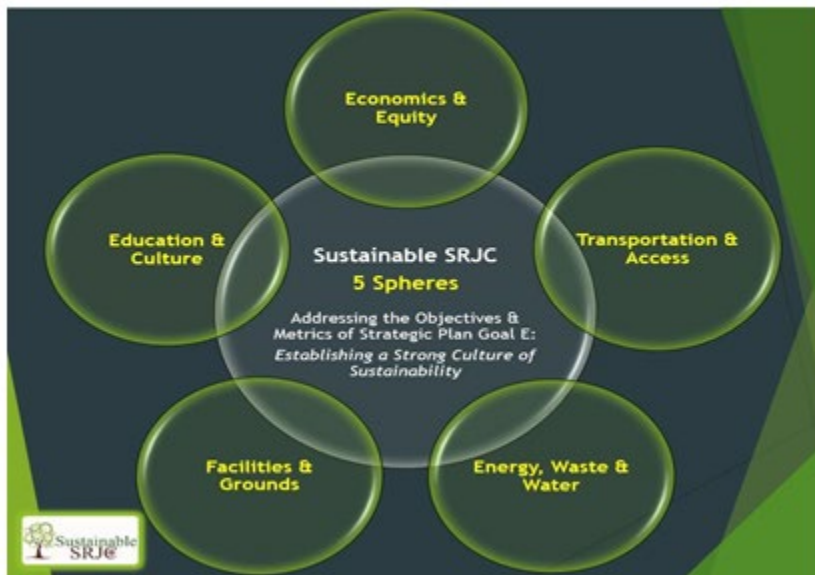 Economics &
Equity
Education &
Culture
Transportation &
Access
Sustainable SRJC
5 Spheres
Addressing the Objectives &
Metrics of Strategic Plan Goal E:
Establishing a Strong Culture of
Sustainability
Facilities &
Grounds
Energy, Waste &
Water
Sustainable
SRJC